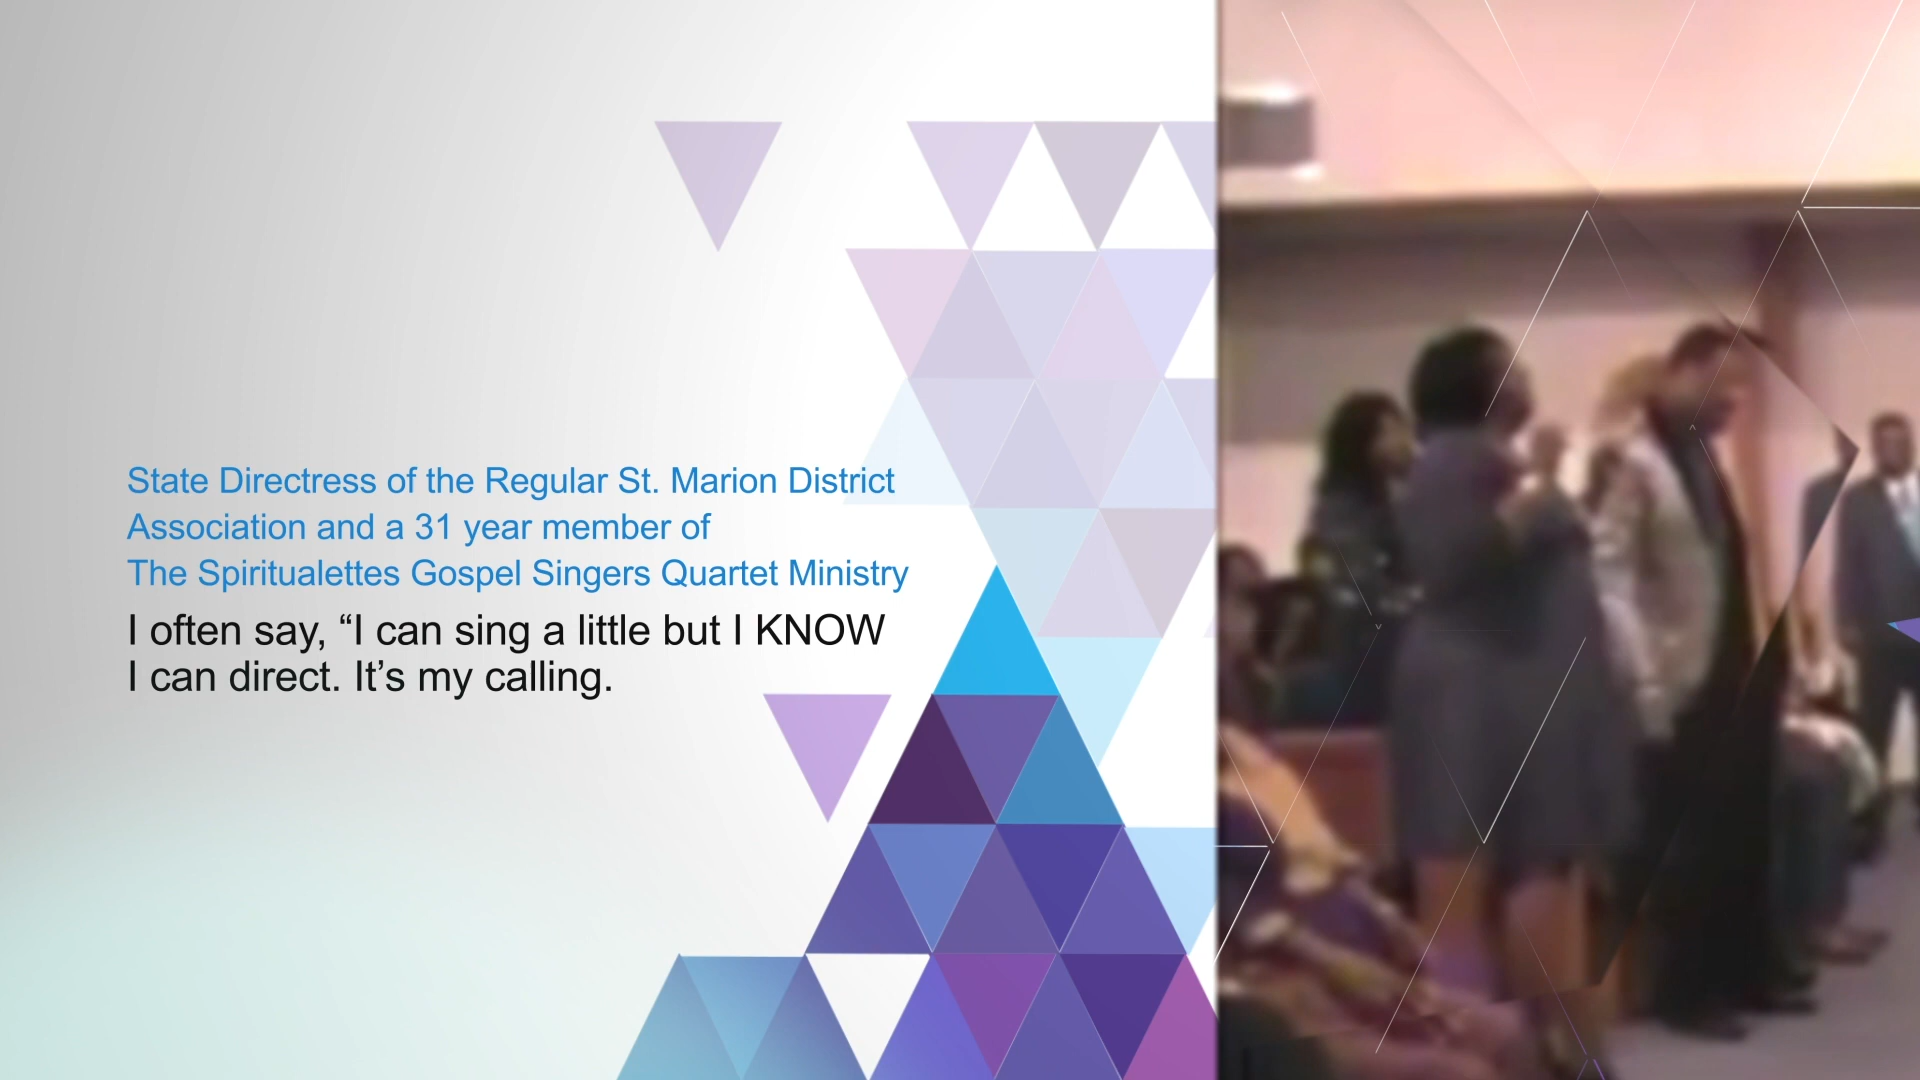 State Directress of the Regular St. Marion District
Association and a 31 year member of
The Spiritualettes Gospel Singers Quartet Ministry
I often say, “I can sing a little but I KNOW
I can direct. It’s my calling.